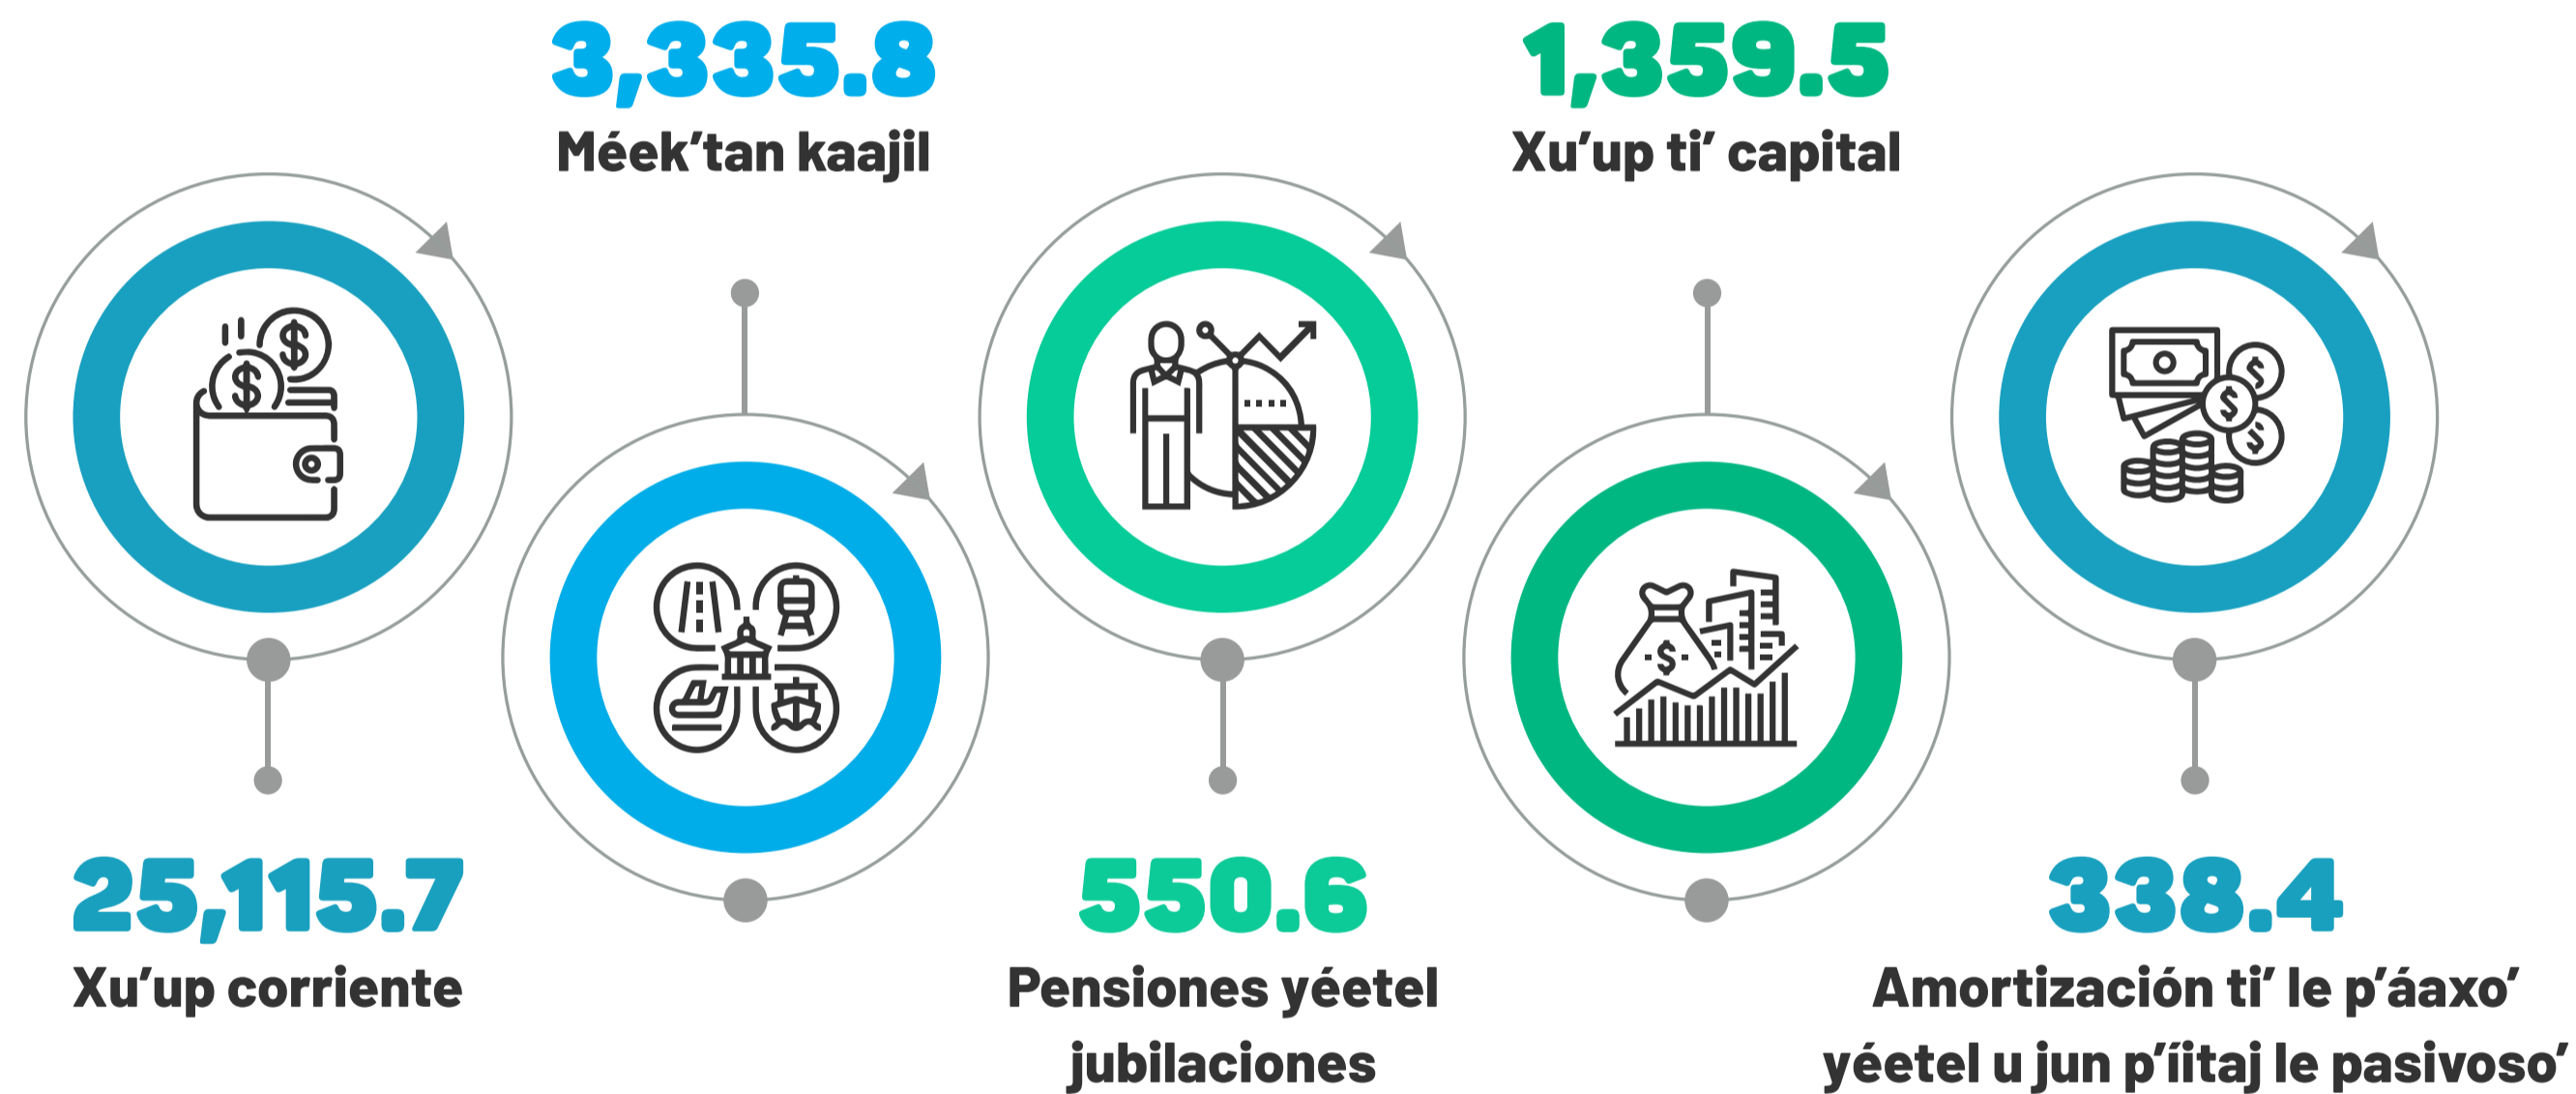 3,335.8
Méek’tan kaajil
1,359.5
Xu’up ti’ capital
25,115.7
Xu’up corriente
550.6
Pensiones yéetel
jubilaciones
338.4
Amortización ti’ le p’áaxo’
yéetel u jun p’íitaj le pasivoso’